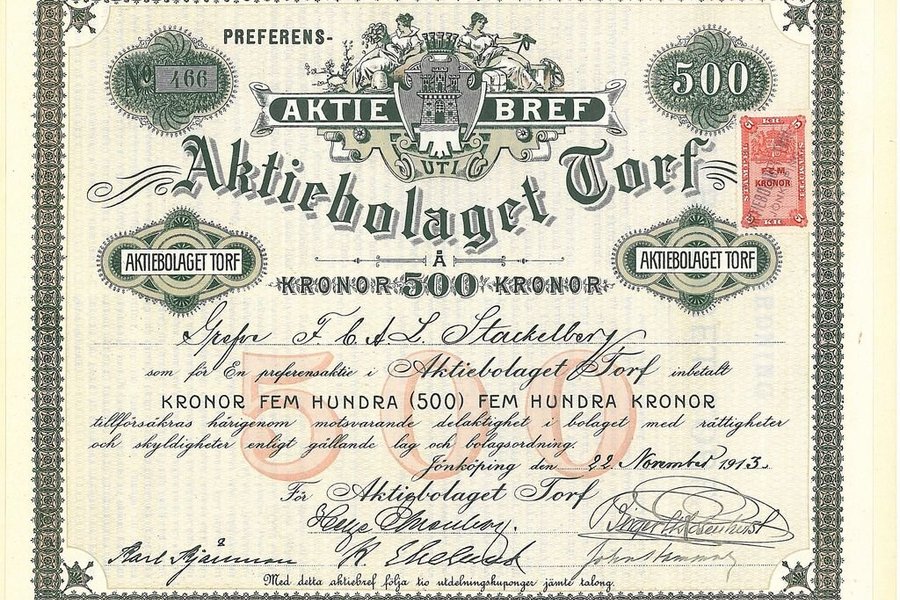 PREFERENS-
No 466
500
AKTIE BREF
UTI
Aktiebolaget Torf
FEM
KRONOR
AKTIEBOLAGET TORF
AKTIEBOLAGET TORF
Å
KRONOR 500 KRONOR
Grefve F C A L Stackelberg
som för En preferensaktie i Aktiebolaget Torf inbetalt
500
KRONOR FEM HUNDRA (500) FEM HUNDRA KRONOR
tillförsäkras härigenom motsvarande delaktighet i bolaget med rättigheter
och skyldigheter enligt gällande lag och bolagsordning.
Jönköping den 22 November 1913.
För Aktiebolaget Torf
Karl
Med detta aktiebref följa tio utdelningskuponger jämte talong.